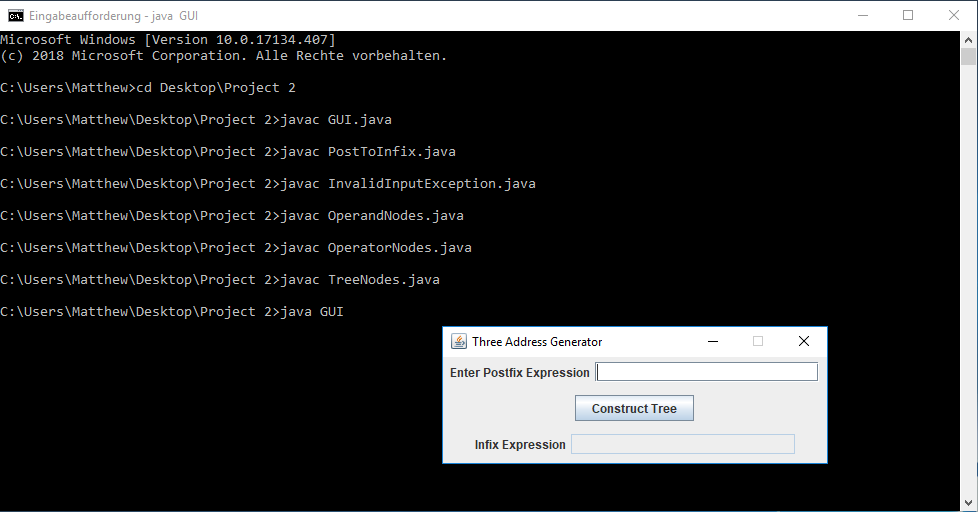 Eingabeaufforderung - java  GUI
Microsoft Windows [Version 10.0.17134.407]
(c) 2018 Microsoft Corporation. Alle Rechte vorbehalten.
C:\Users\Matthew>cd Desktop\Project 2
C:\Users\Matthew\Desktop\Project 2>javac GUI.java
C:\Users\Matthew\Desktop\Project 2>javac PostToInfix.java
C:\Users\Matthew\Desktop\Project 2>javac InvalidInputException.java
C:\Users\Matthew\Desktop\Project 2>javac OperandNodes.java
C:\Users\Matthew\Desktop\Project 2>javac OperatorNodes.java
C:\Users\Matthew\Desktop\Project 2>javac TreeNodes.java
C:\Users\Matthew\Desktop\Project 2>java GUI
Three Address Generator
Enter Postfix Expression
Construct Tree
Infix Expression